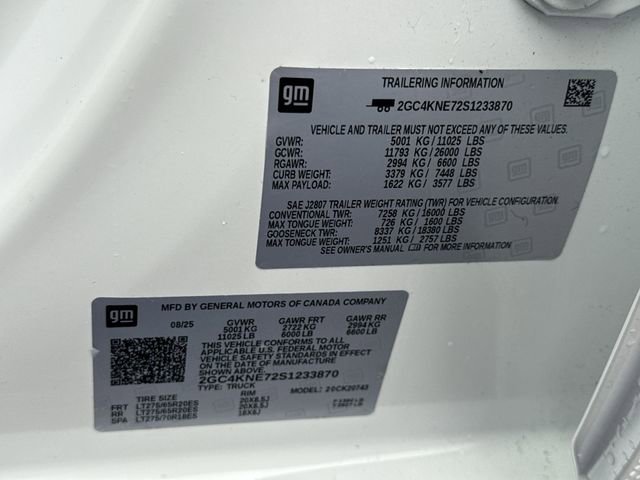 gm
TRAILERING INFORMATION
2GC4KNE72S1233870
VEHICLE AND TRAILER MUST NOT EXCEED ANY OF THESE VALUES.
GVWR: 5001 KG / 11025 LBS
GCWR: 11793 KG / 26000 LBS
RGAWR: 2994 KG / 6600 LBS
CURB WEIGHT: 3379 KG / 7448 LBS
MAX PAYLOAD: 1622 KG / 3577 LBS
SAE J2807 TRAILER WEIGHT RATING (TWR) FOR VEHICLE CONFIGURATION.
CONVENTIONAL TWR: 7258 KG / 16000 LBS
MAX TONGUE WEIGHT: 726 KG / 1600 LBS
GOOSENECK TWR: 8337 KG / 18380 LBS
MAX TONGUE WEIGHT: 1251 KG / 2757 LBS
SEE OWNER'S MANUAL FOR MORE INFORMATION
gm
MFD BY GENERAL MOTORS OF CANADA COMPANY
08/25 GVWR GAWR FRT GAWR RR
5001 KG 2722 KG 2994 KG
11025 LB 6000 LB 6600 LB
THIS VEHICLE CONFORMS TO ALL
APPLICABLE U.S. FEDERAL MOTOR
VEHICLE SAFETY STANDARDS IN EFFECT
ON THE DATE OF MANUFACTURE
SHOWN ABOVE.
2GC4KNE72S1233870
TYPE: TRUCK MODEL: 20CK20743
TIRE SIZE RIM
FRT LT275/65R20ES 20X8.5J
RR LT275/65R20ES 20X8.5J
SPA LT275/70R18ES 18X8J